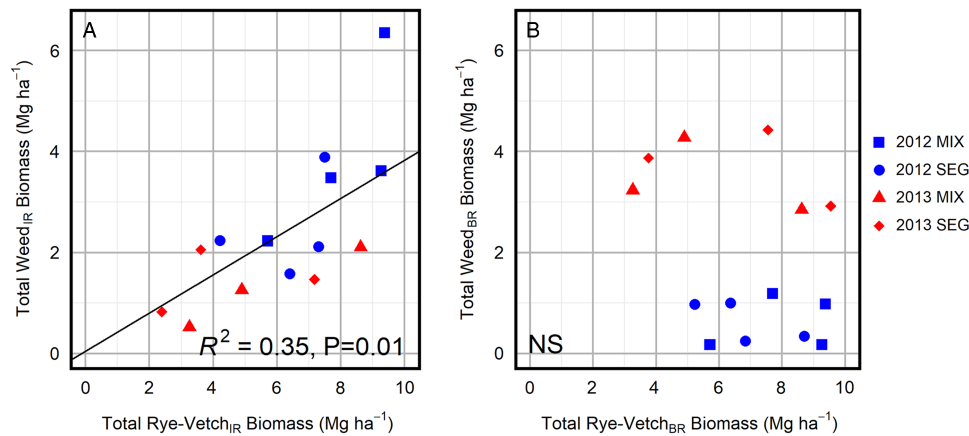 A
B
Total Weed_IR Biomass (Mg ha⁻¹)
6
4
2
0
R² = 0.35, P=0.01
0 2 4 6 8 10
Total Rye-Vetch_IR Biomass (Mg ha⁻¹)
Total Weed_BR Biomass (Mg ha⁻¹)
6
4
2
0
NS
0 2 4 6 8 10
Total Rye-Vetch_BR Biomass (Mg ha⁻¹)
2012 MIX
2012 SEG
2013 MIX
2013 SEG